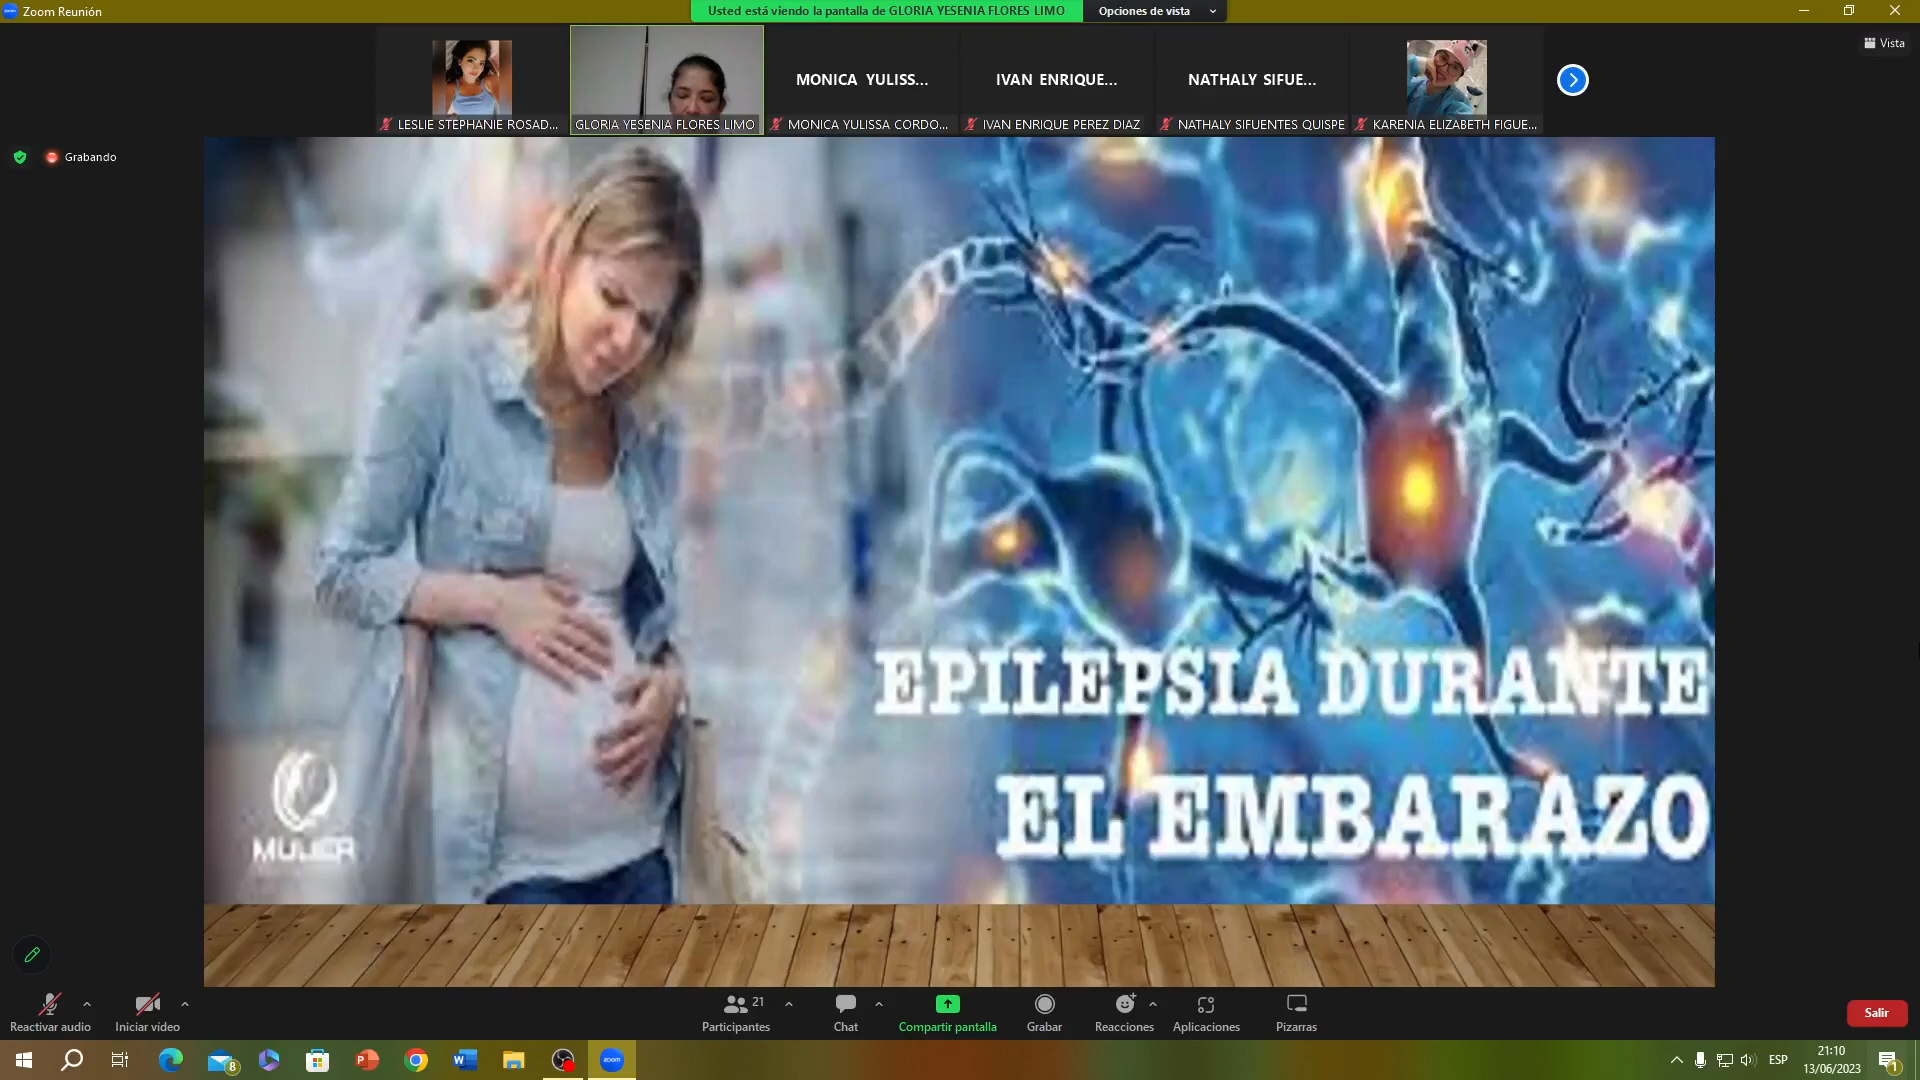 Zoom Reunión
Usted está viendo la pantalla de GLORIA YESENIA FLORES LIMO
Opciones de vista
Vista
MONICA YULISS...
IVAN ENRIQUE...
NATHALY SIFUE...
LESLIE STEPHANIE ROSAD...
GLORIA YESENIA FLORES LIMO
MONICA YULISSA CORDO...
IVAN ENRIQUE PEREZ DIAZ
NATHALY SIFUENTES QUISPE
KARENIA ELIZABETH FIGUE...
Grabando
EPILEPSIA DURANTE
EL EMBARAZO
MUJER
Reactivar audio
Iniciar video
21
Participantes
Chat
Compartir pantalla
Grabar
Reacciones
Aplicaciones
Pizarras
Salir
8
zoom
ESP
21:10
13/06/2023
1